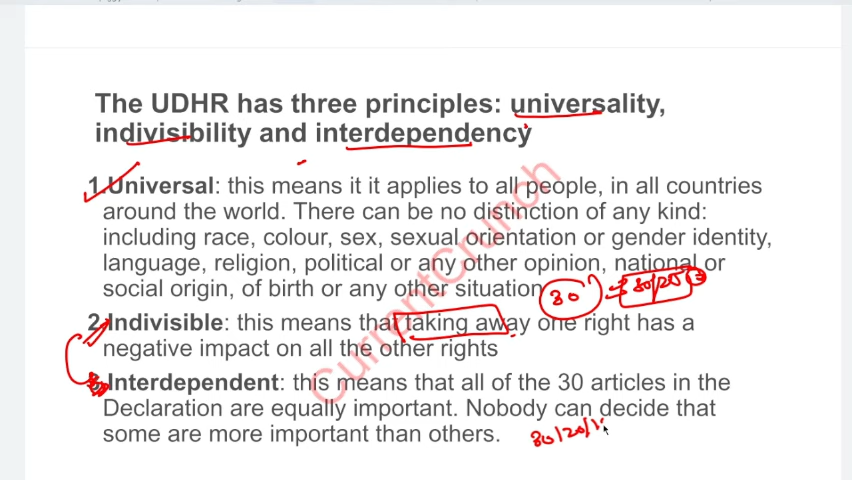 The UDHR has three principles: universality,
indivisibility and interdependency
1.Universal: this means it it applies to all people, in all countries
around the world. There can be no distinction of any kind:
including race, colour, sex, sexual orientation or gender identity,
language, religion, political or any other opinion, national or
social origin, of birth or any other situation
30
2.Indivisible: this means that taking away one right has a
negative impact on all the other rights
3.Interdependent: this means that all of the 30 articles in the
Declaration are equally important. Nobody can decide that
some are more important than others.
CurrentCrunch